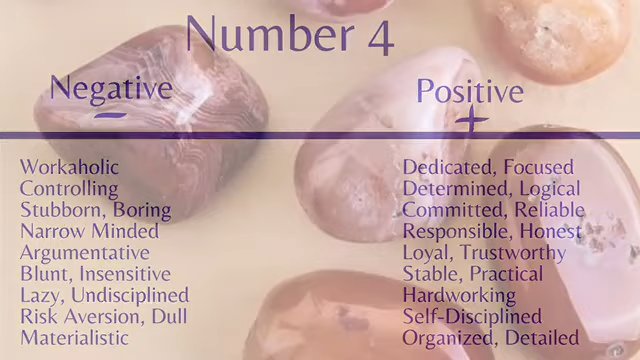 Number 4
Negative
-
Positive
+
Workaholic
Controlling
Stubborn, Boring
Narrow Minded
Argumentative
Blunt, Insensitive
Lazy, Undisciplined
Risk Aversion, Dull
Materialistic
Dedicated, Focused
Determined, Logical
Committed, Reliable
Responsible, Honest
Loyal, Trustworthy
Stable, Practical
Hardworking
Self-Disciplined
Organized, Detailed